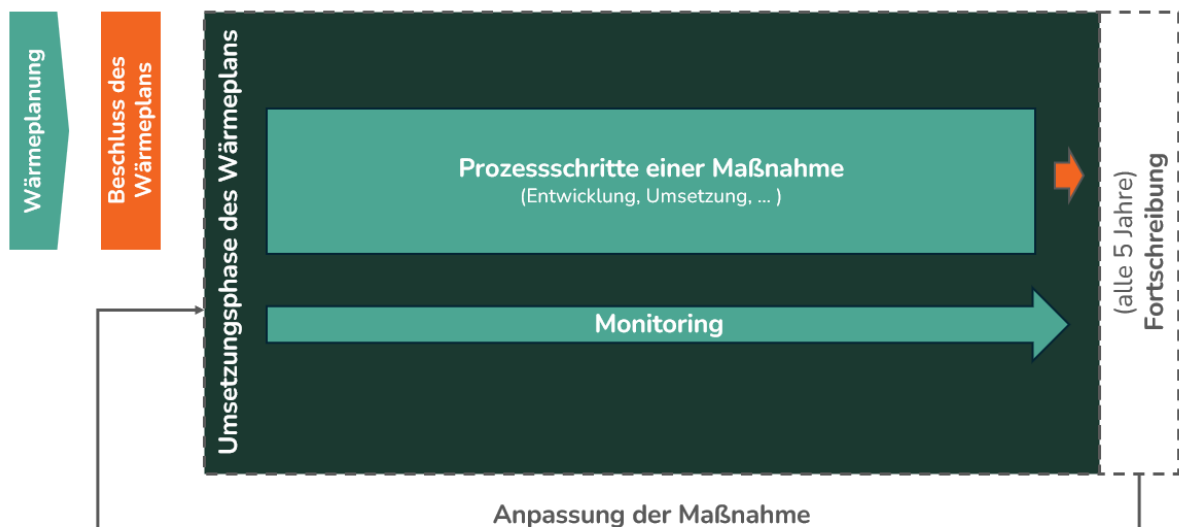 Wärmeplanung
Beschluss des
Wärmeplans
Umsetzungsphase des Wärmeplans
Prozessschritte einer Maßnahme
(Entwicklung, Umsetzung, ... )
Monitoring
(alle 5 Jahre)
Fortschreibung
Anpassung der Maßnahme